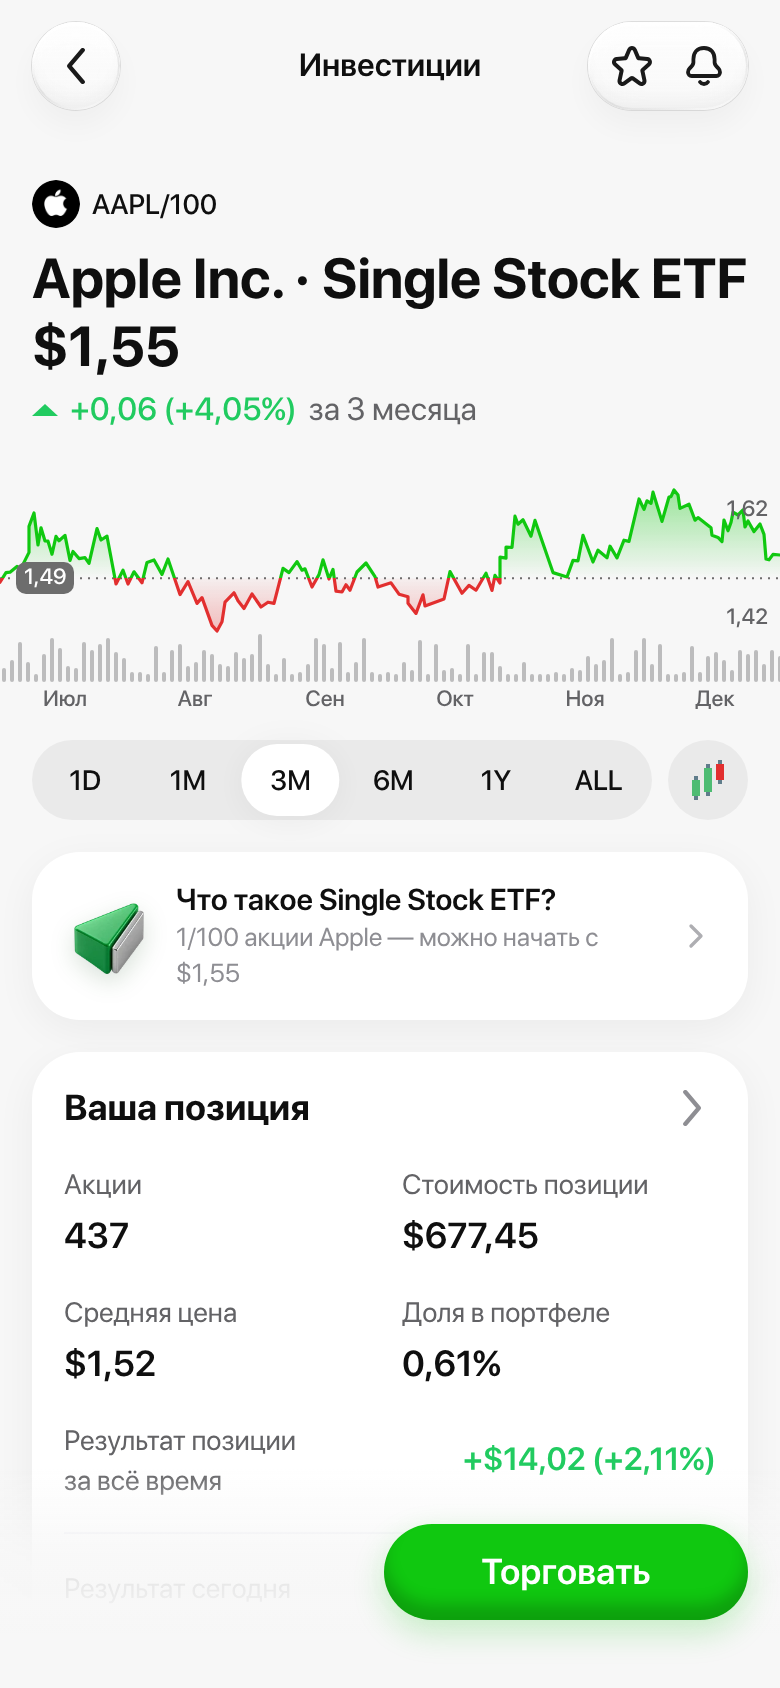 Инвестиции
AAPL/100
Apple Inc. · Single Stock ETF
$1,55
+0,06 (+4,05%) за 3 месяца
1,62
1,49
1,42
Июл Авг Сен Окт Ноя Дек
1D 1M 3M 6M 1Y ALL
Что такое Single Stock ETF?
1/100 акции Apple — можно начать с
$1,55
Ваша позиция
Акции Стоимость позиции
437 $677,45
Средняя цена Доля в портфеле
$1,52 0,61%
Результат позиции
за всё время
+$14,02 (+2,11%)
Результат сегодня
Торговать